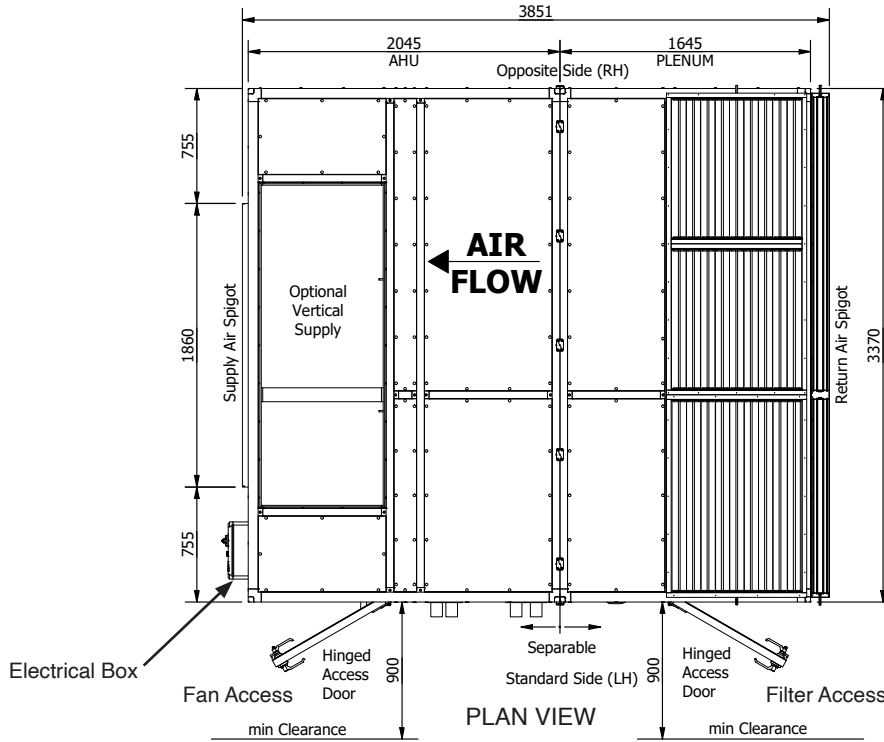 3851
2045
AHU
1645
PLENUM
Opposite Side (RH)
755
AIR
FLOW
Optional
Vertical
Supply
1860
Supply Air Spigot
Return Air Spigot
3370
755
Electrical Box
Fan Access
Hinged
Access
Door
900
Separable
Standard Side (LH)
900
Hinged
Access
Door
Filter Access
min Clearance
PLAN VIEW
min Clearance